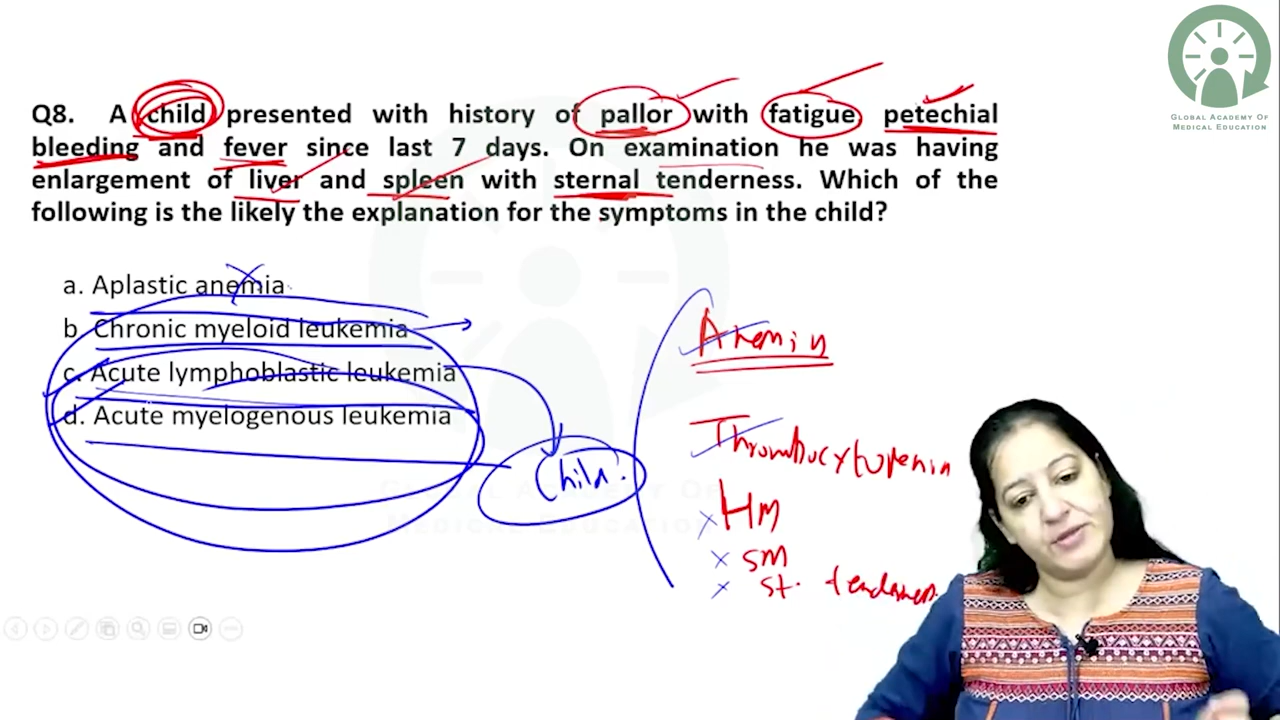 GLOBAL ACADEMY OF
MEDICAL EDUCATION
Q8. A child presented with history of pallor with fatigue petechial
bleeding and fever since last 7 days. On examination he was having
enlargement of liver and spleen with sternal tenderness. Which of the
following is the likely the explanation for the symptoms in the child?
a. Aplastic anemia
b. Chronic myeloid leukemia
c. Acute lymphoblastic leukemia
d. Acute myelogenous leukemia
Child
Anemia
Thrombocytopenia
HM
SM
St.